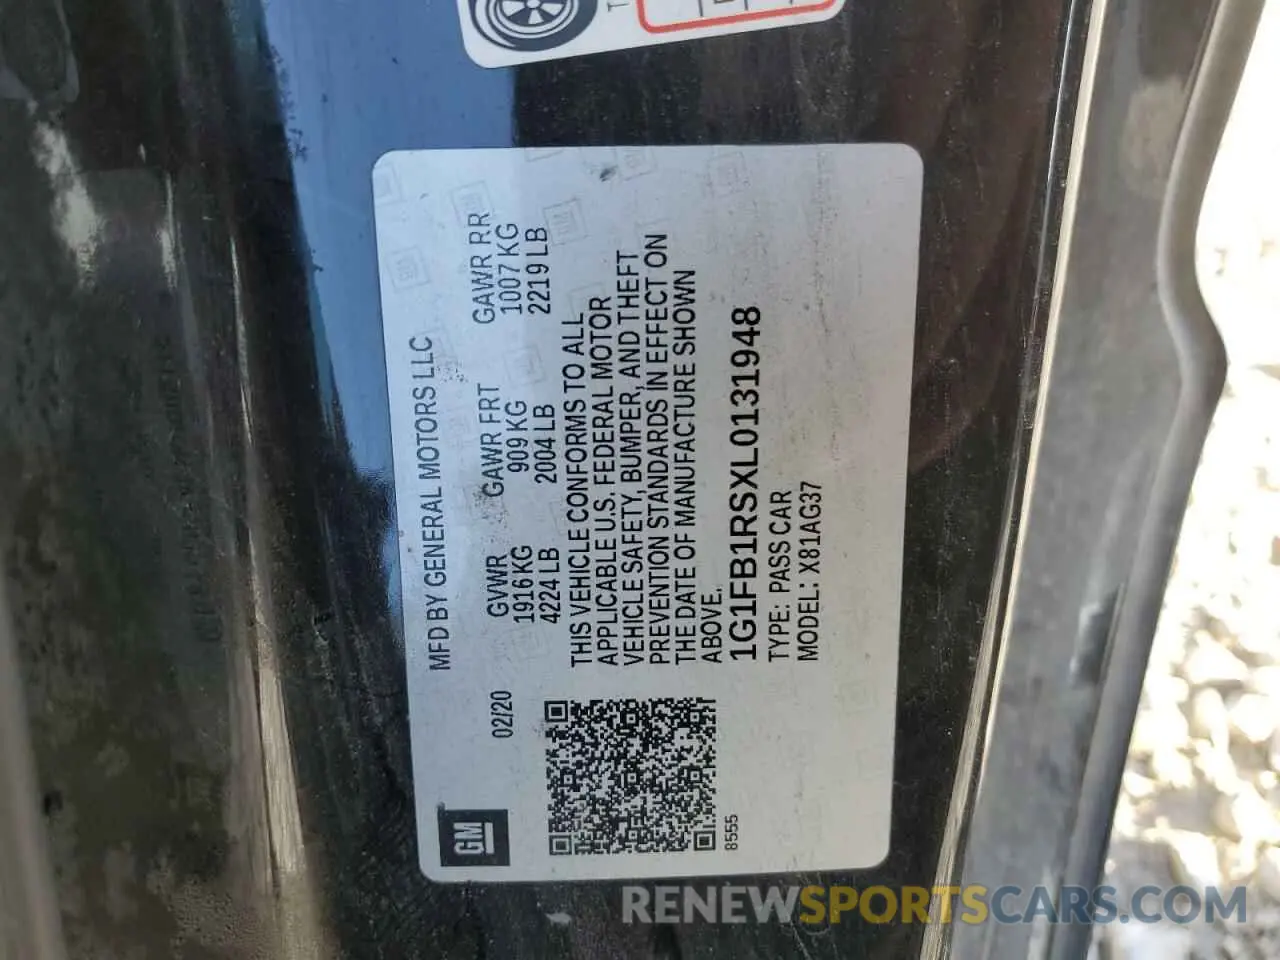 MFD BY GENERAL MOTORS LLC
02/20
GVWR GAWR FRT GAWR RR
1916 KG 909 KG 1007 KG
4224 LB 2004 LB 2219 LB
THIS VEHICLE CONFORMS TO ALL
APPLICABLE U.S. FEDERAL MOTOR
VEHICLE SAFETY, BUMPER, AND THEFT
PREVENTION STANDARDS IN EFFECT ON
THE DATE OF MANUFACTURE SHOWN
ABOVE.
1G1FB1RSXL0131948
TYPE: PASS CAR
MODEL: X81AG37
GM
8555
RENEWSPORTSCARS.COM